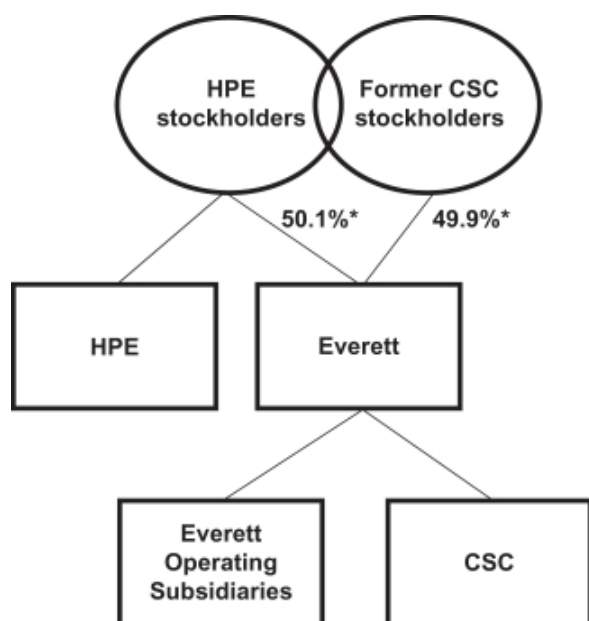 HPE
stockholders
Former CSC
stockholders
50.1%*
49.9%*
HPE
Everett
Everett
Operating
Subsidiaries
CSC